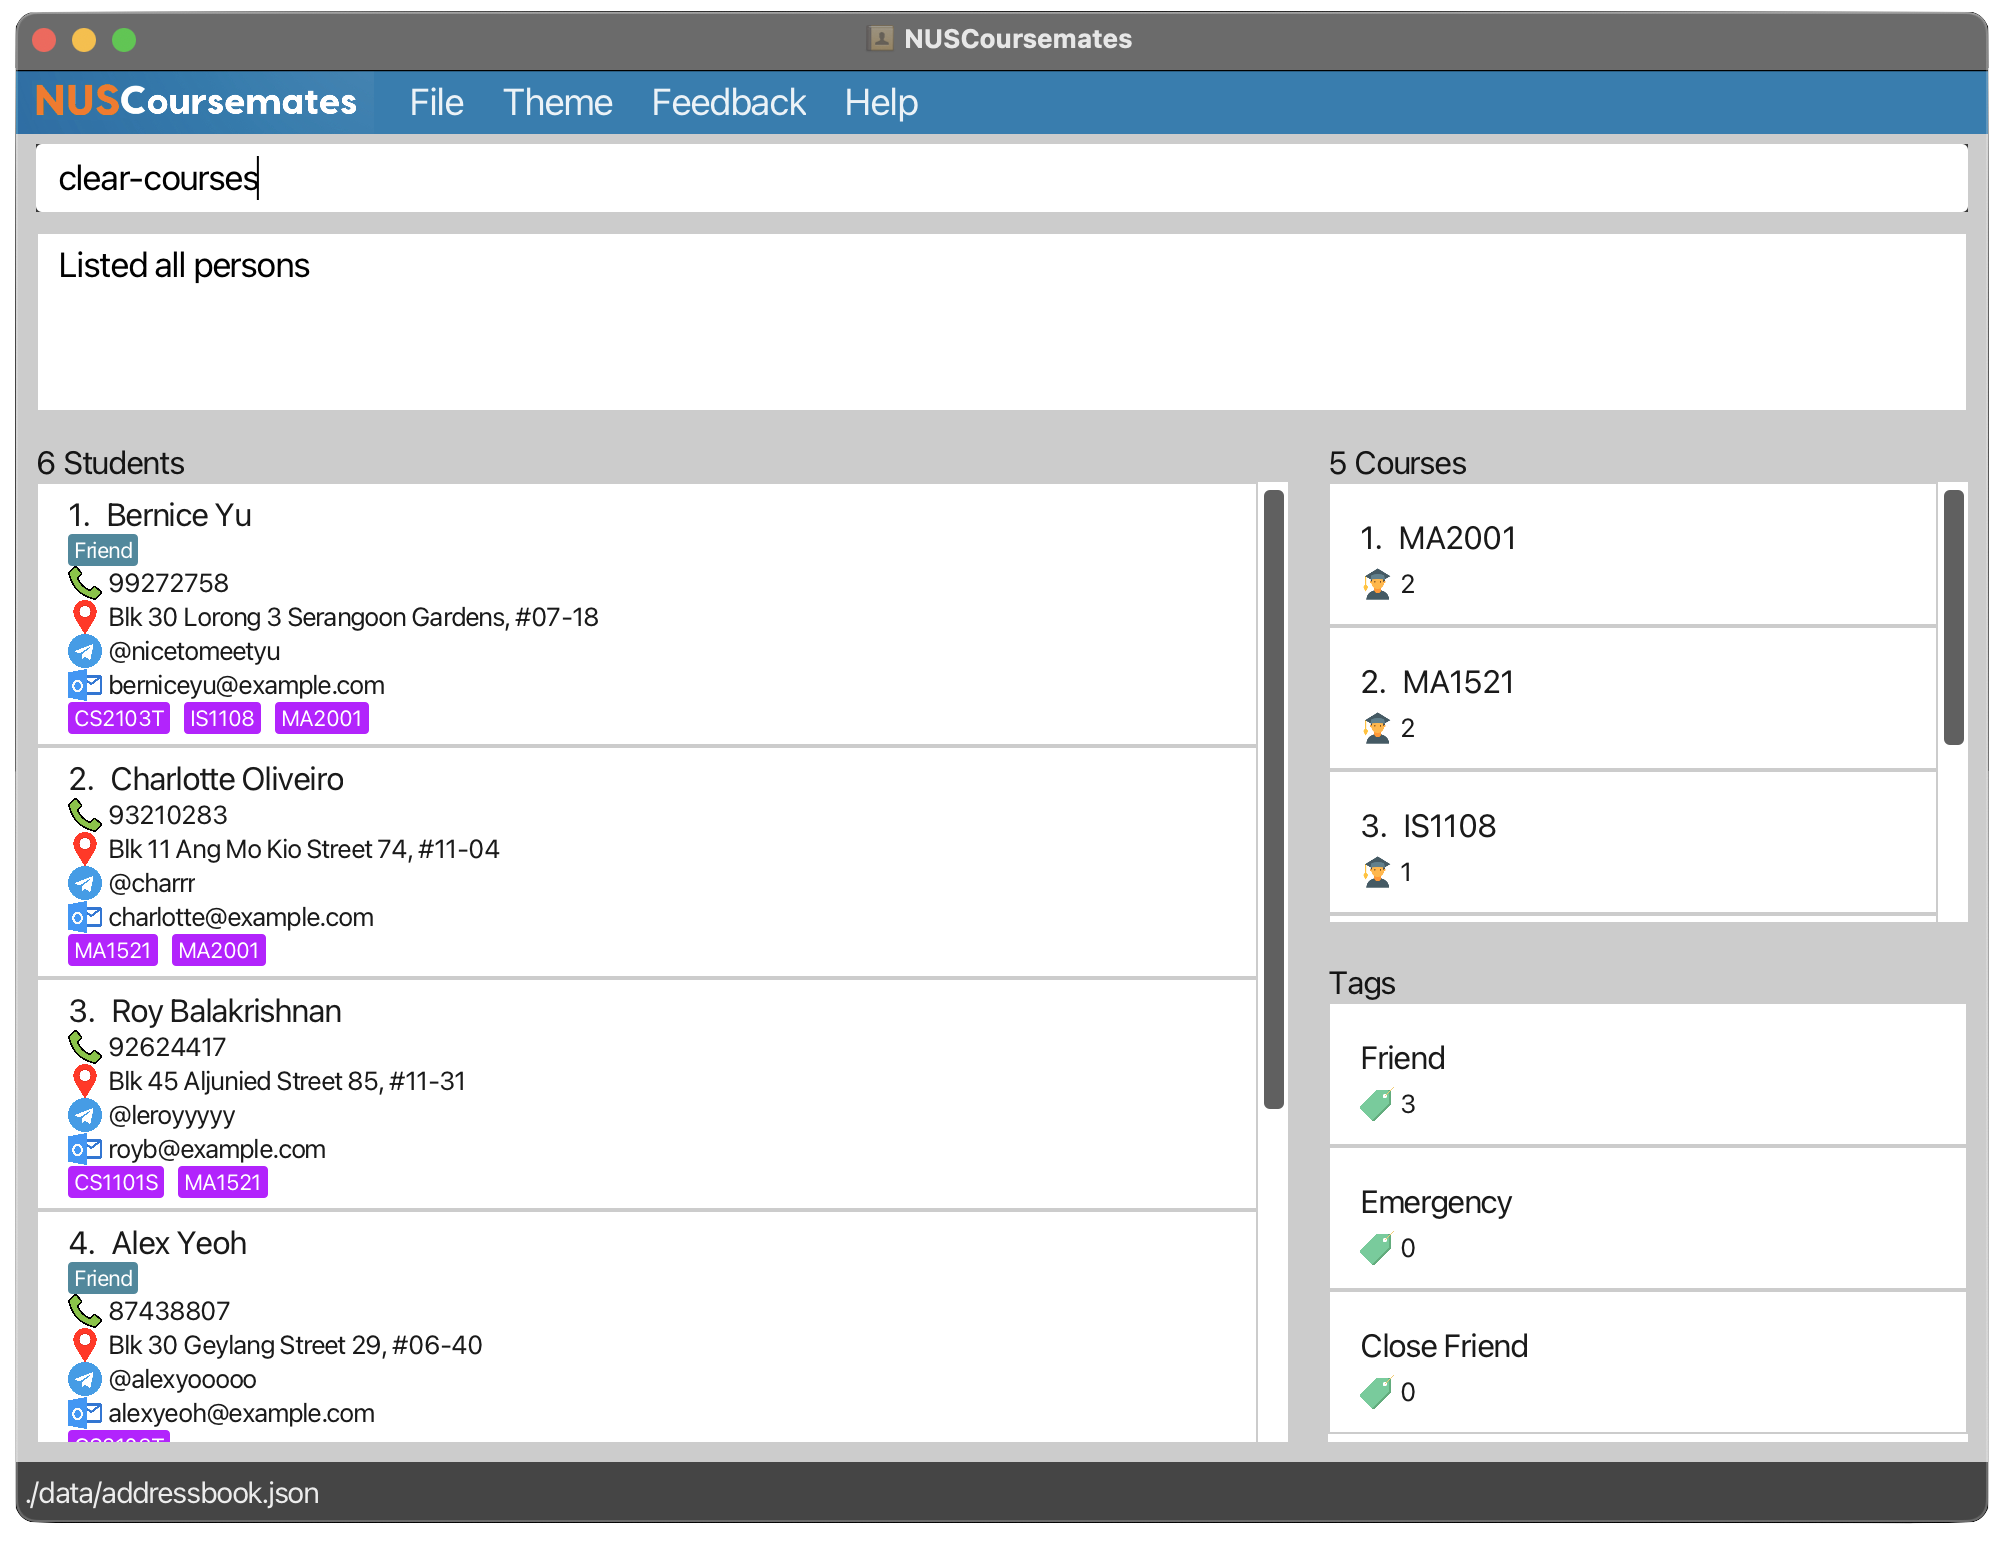 NUSCoursemates
NUSCoursemates File Theme Feedback Help
clear-courses
Listed all persons
6 Students
1. Bernice Yu
Friend
99272758
Blk 30 Lorong 3 Serangoon Gardens, #07-18
@nicetomeetyu
berniceyu@example.com
CS2103T IS1108 MA2001
2. Charlotte Oliveiro
93210283
Blk 11 Ang Mo Kio Street 74, #11-04
@charrr
charlotte@example.com
MA1521 MA2001
3. Roy Balakrishnan
92624417
Blk 45 Aljunied Street 85, #11-31
@leroyyyyy
royb@example.com
CS1101S MA1521
4. Alex Yeoh
Friend
87438807
Blk 30 Geylang Street 29, #06-40
@alexyooooo
alexyeoh@example.com
5 Courses
1. MA2001
2
2. MA1521
2
3. IS1108
1
Tags
Friend
3
Emergency
0
Close Friend
0
./data/addressbook.json